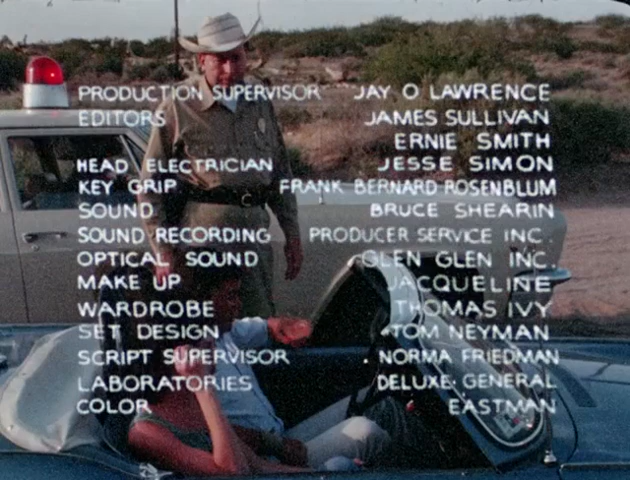 PRODUCTION SUPERVISOR JAY O LAWRENCE
EDITORS JAMES SULLIVAN
ERNIE SMITH
HEAD ELECTRICIAN JESSE SIMON
KEY GRIP FRANK BERNARD ROSENBLUM
SOUND BRUCE SHEARIN
SOUND RECORDING PRODUCER SERVICE INC.
OPTICAL SOUND GLEN GLEN INC.
MAKE UP JACQUELINE
WARDROBE THOMAS IVY
SET DESIGN TOM NEYMAN
SCRIPT SUPERVISOR NORMA FRIEDMAN
LABORATORIES DELUXE·GENERAL
COLOR EASTMAN